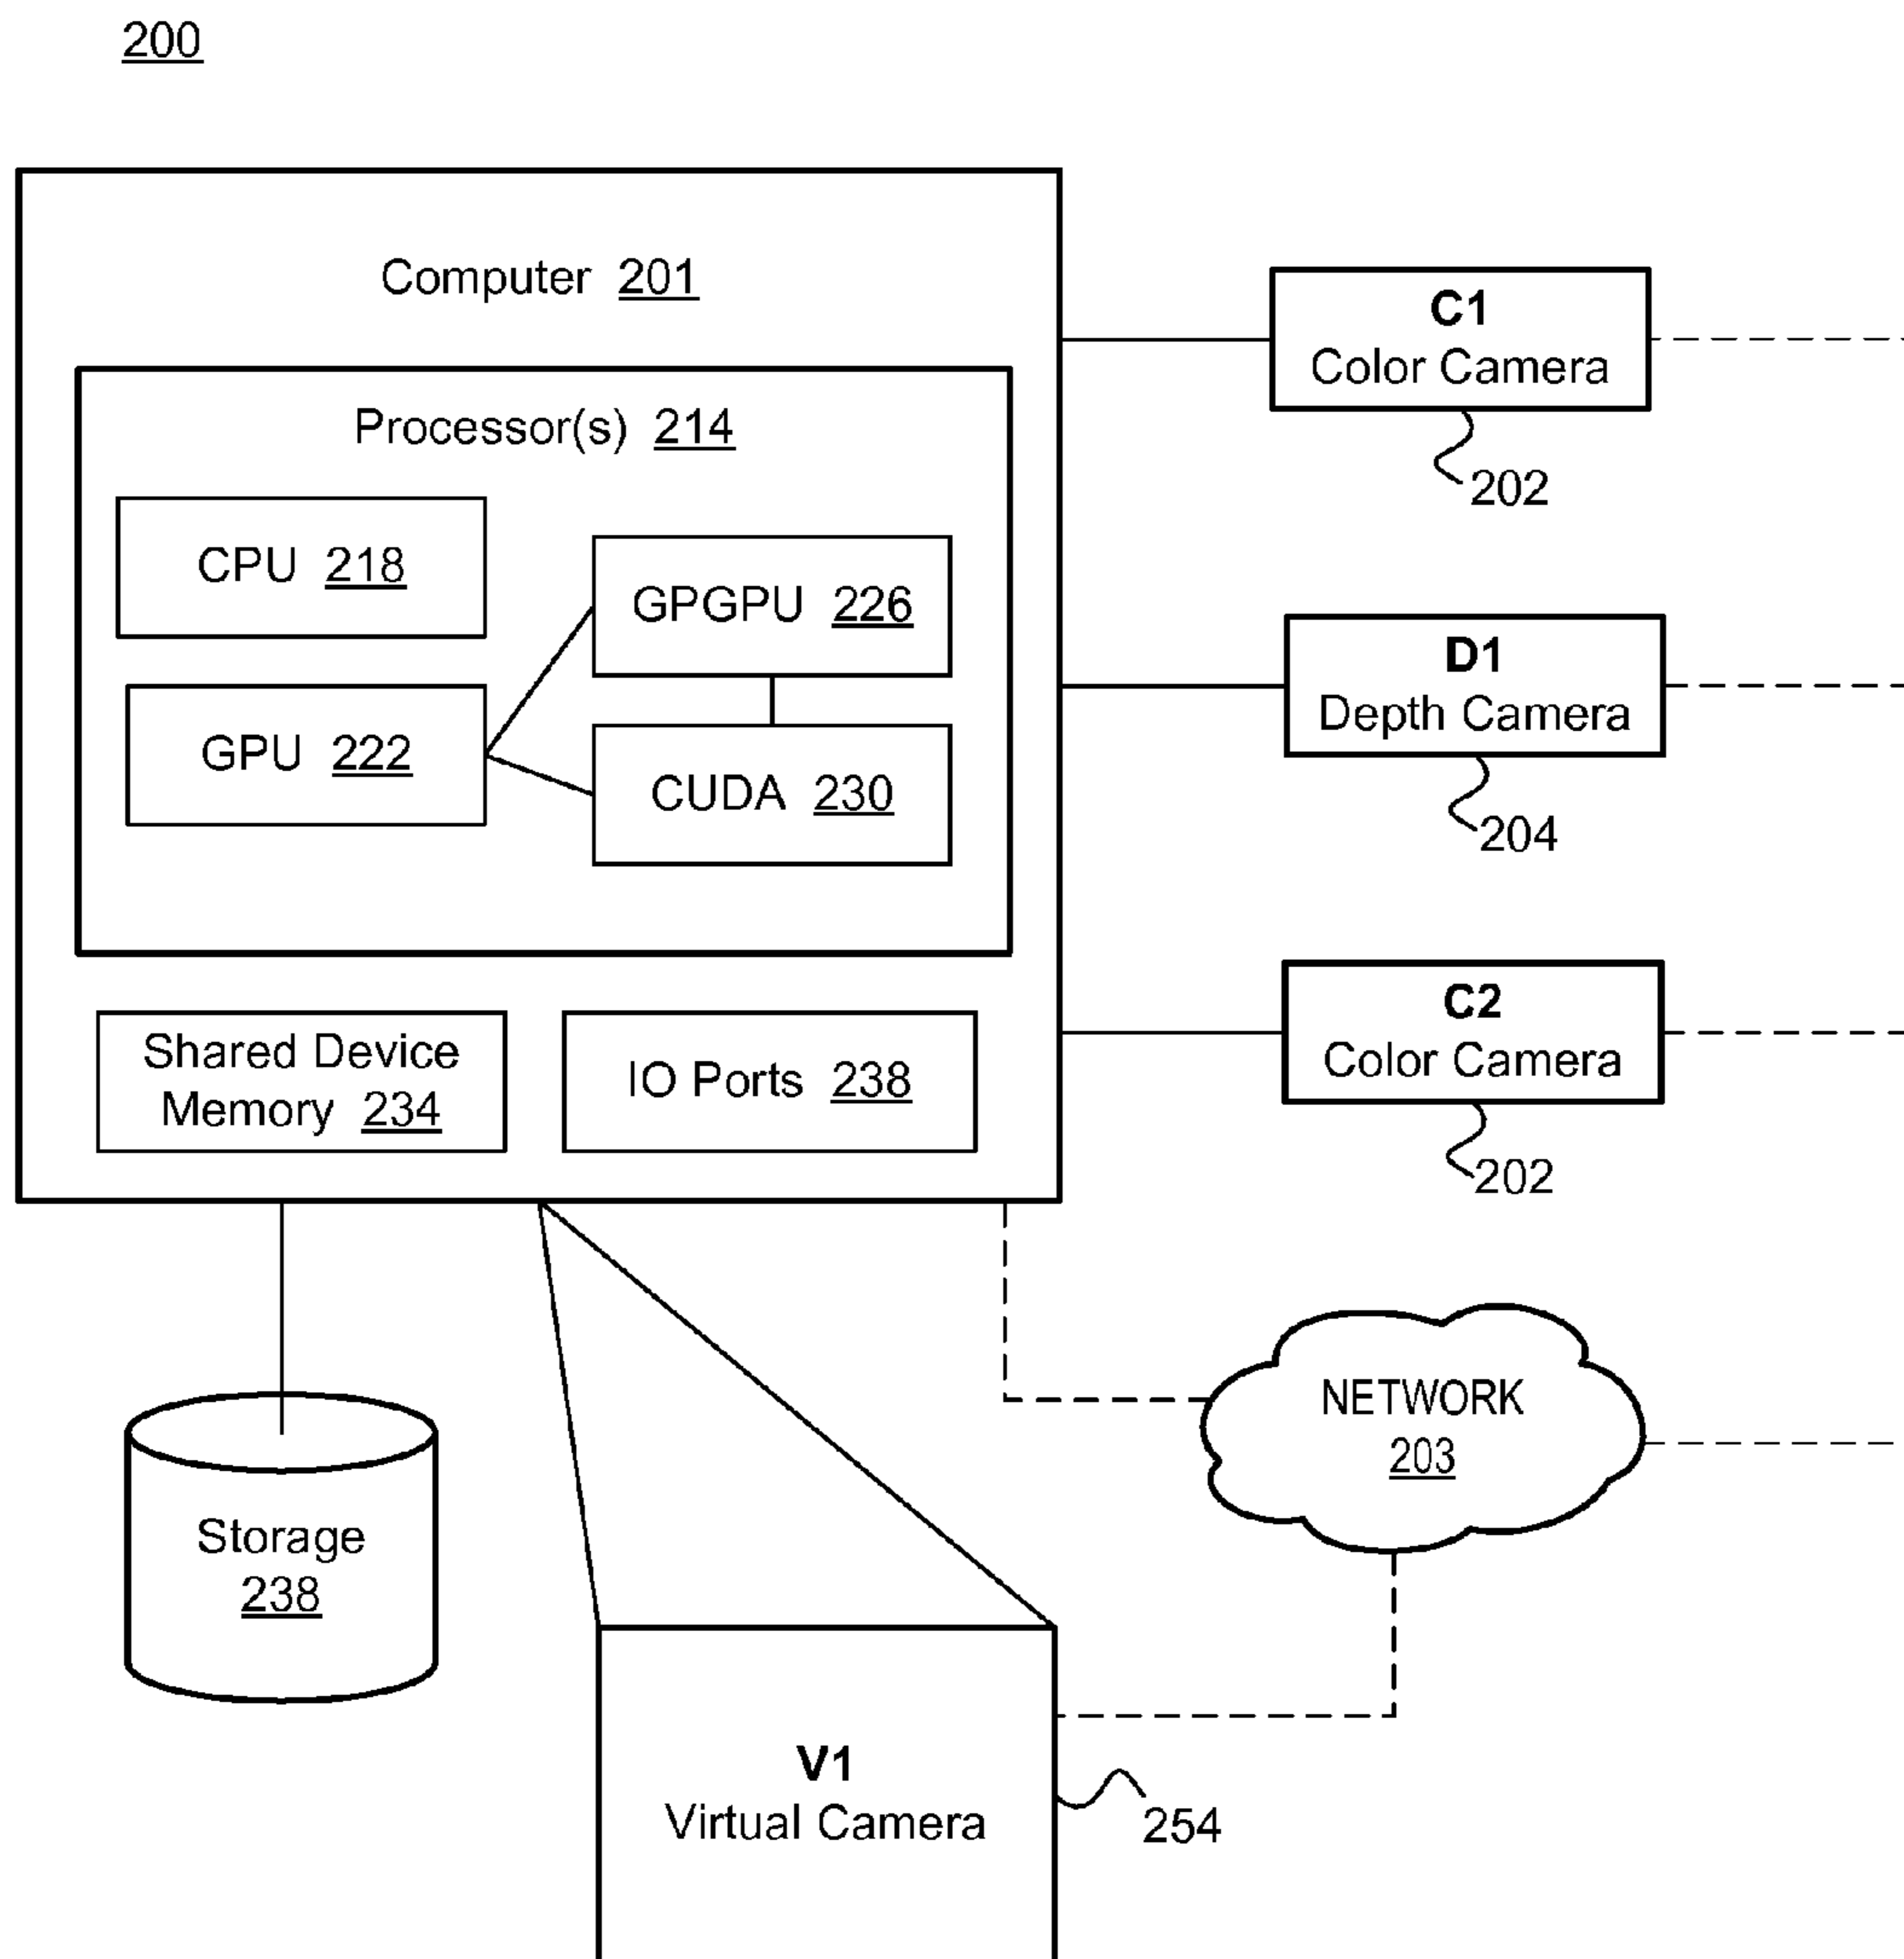 200
Computer 201
Processor(s) 214
CPU 218
GPGPU 226
GPU 222
CUDA 230
Shared Device
Memory 234
IO Ports 238
C1
Color Camera
202
D1
Depth Camera
204
C2
Color Camera
202
NETWORK
203
Storage
238
V1
Virtual Camera
254